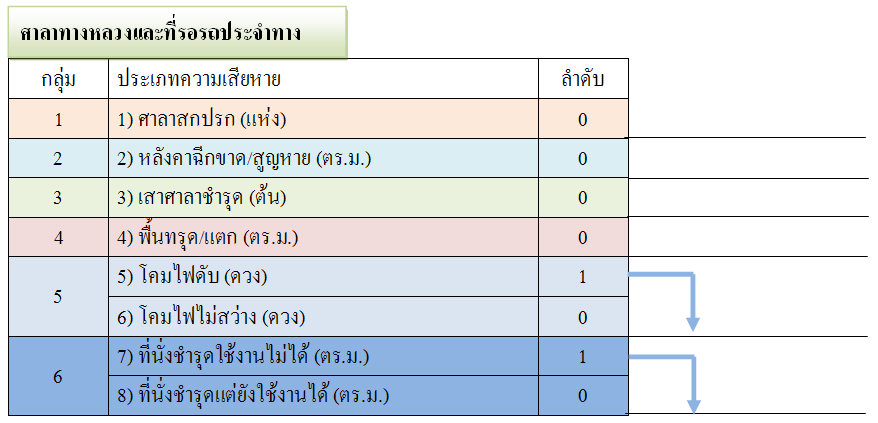 ศาลาทางหลวงและที่รอรถประจำทาง
กลุ่ม ประเภทความเสียหาย ลำดับ
1 1) ศาลาสกปรก (แห่ง) 0
2 2) หลังคาฉีกขาด/สูญหาย (ตร.ม.) 0
3 3) เสาศาลาชำรุด (ต้น) 0
4 4) พื้นทรุด/แตก (ตร.ม.) 0
5 5) โคมไฟดับ (ดวง) 1
6) โคมไฟไม่สว่าง (ดวง) 0
6 7) ที่นั่งชำรุดใช้งานไม่ได้ (ตร.ม.) 1
8) ที่นั่งชำรุดแต่ยังใช้งานได้ (ตร.ม.) 0